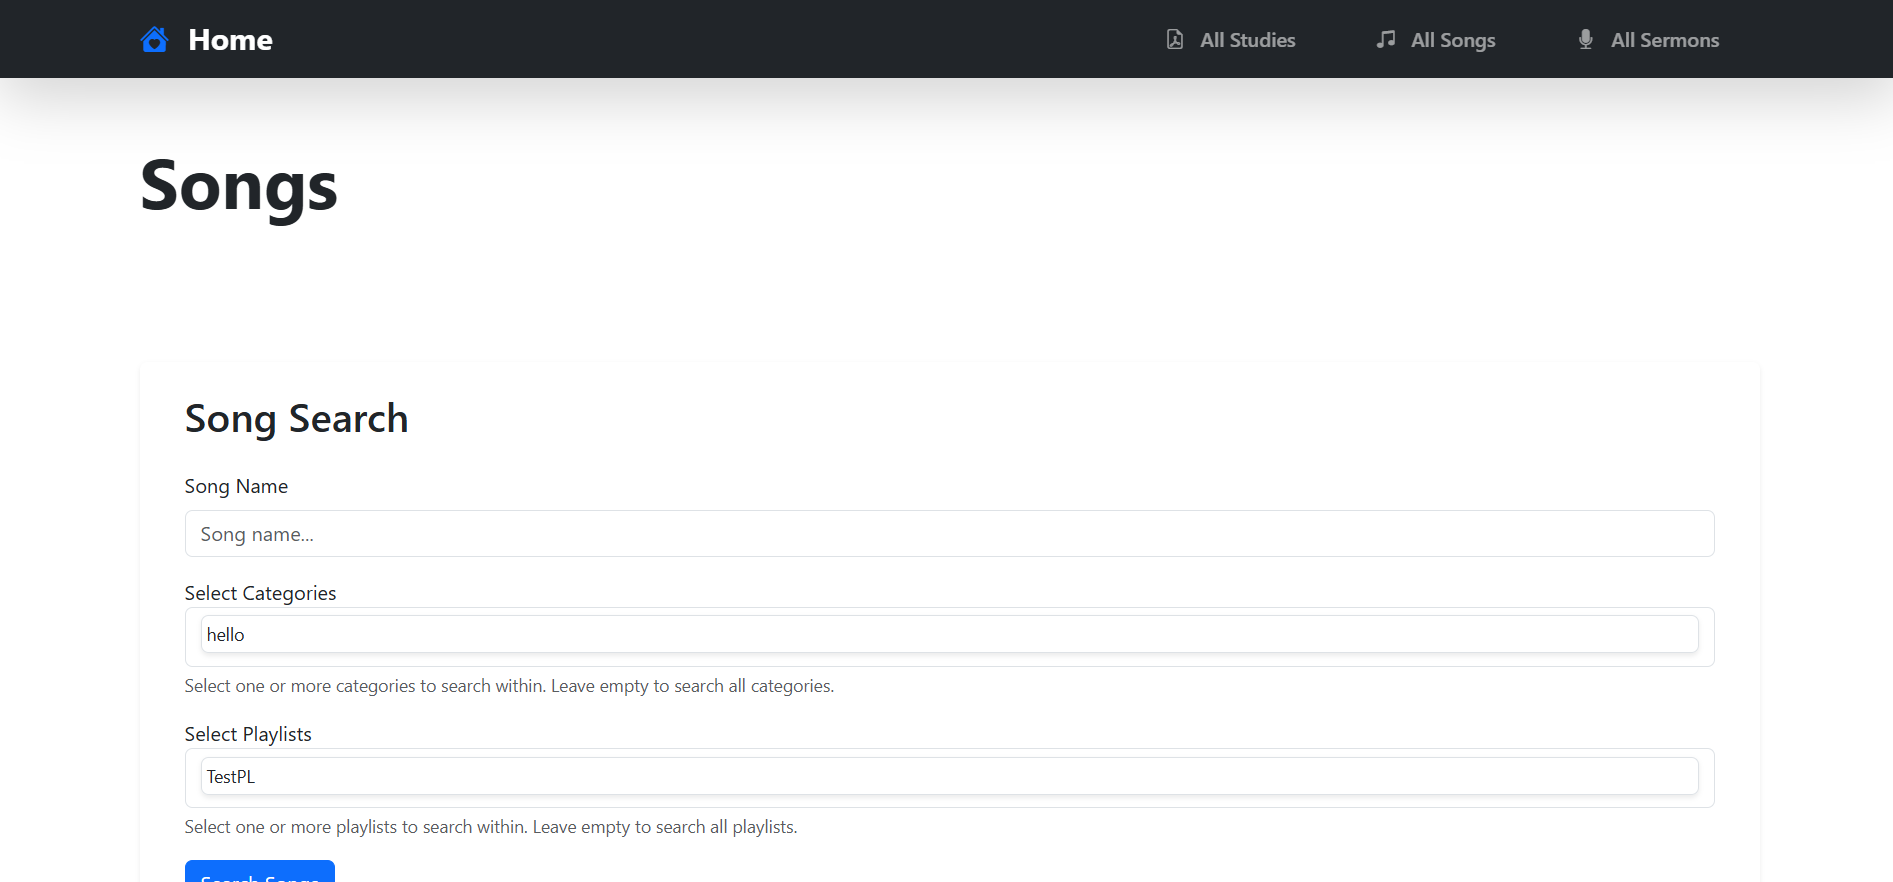 Home All Studies All Songs All Sermons
Songs
Song Search
Song Name
Song name...
Select Categories
hello
Select one or more categories to search within. Leave empty to search all categories.
Select Playlists
TestPL
Select one or more playlists to search within. Leave empty to search all playlists.
Search Songs